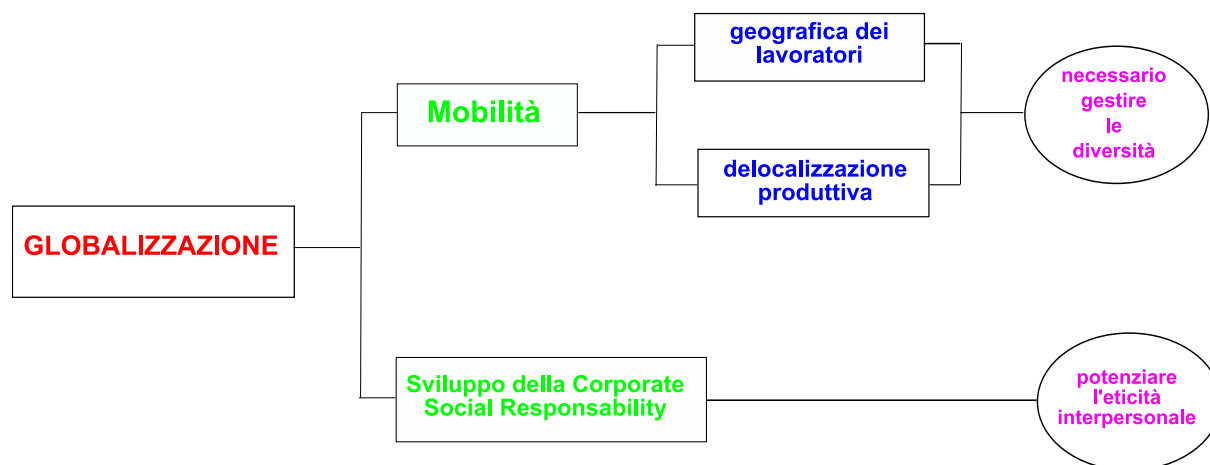 GLOBALIZZAZIONE
Mobilità
geografica dei
lavoratori
delocalizzazione
produttiva
necessario
gestire
le
diversità
Sviluppo della Corporate
Social Responsability
potenziare
l'eticità
interpersonale